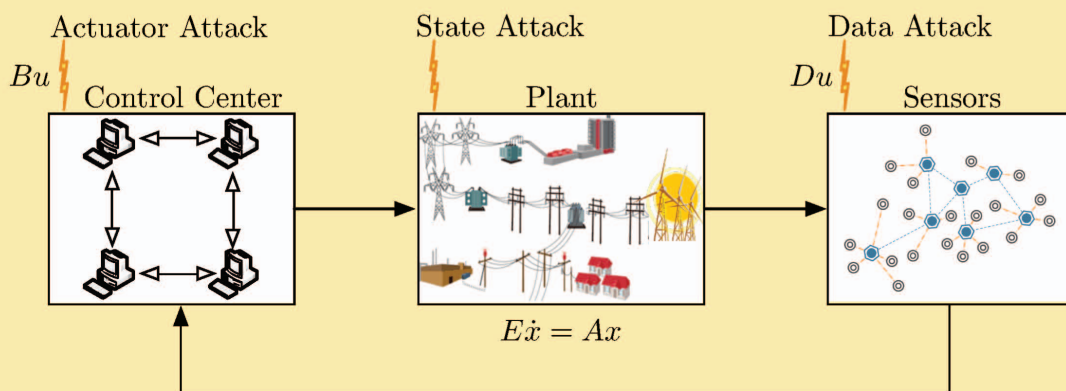 Actuator Attack
State Attack
Data Attack
Bu
Du
Control Center
Plant
Sensors
Eẋ = Ax